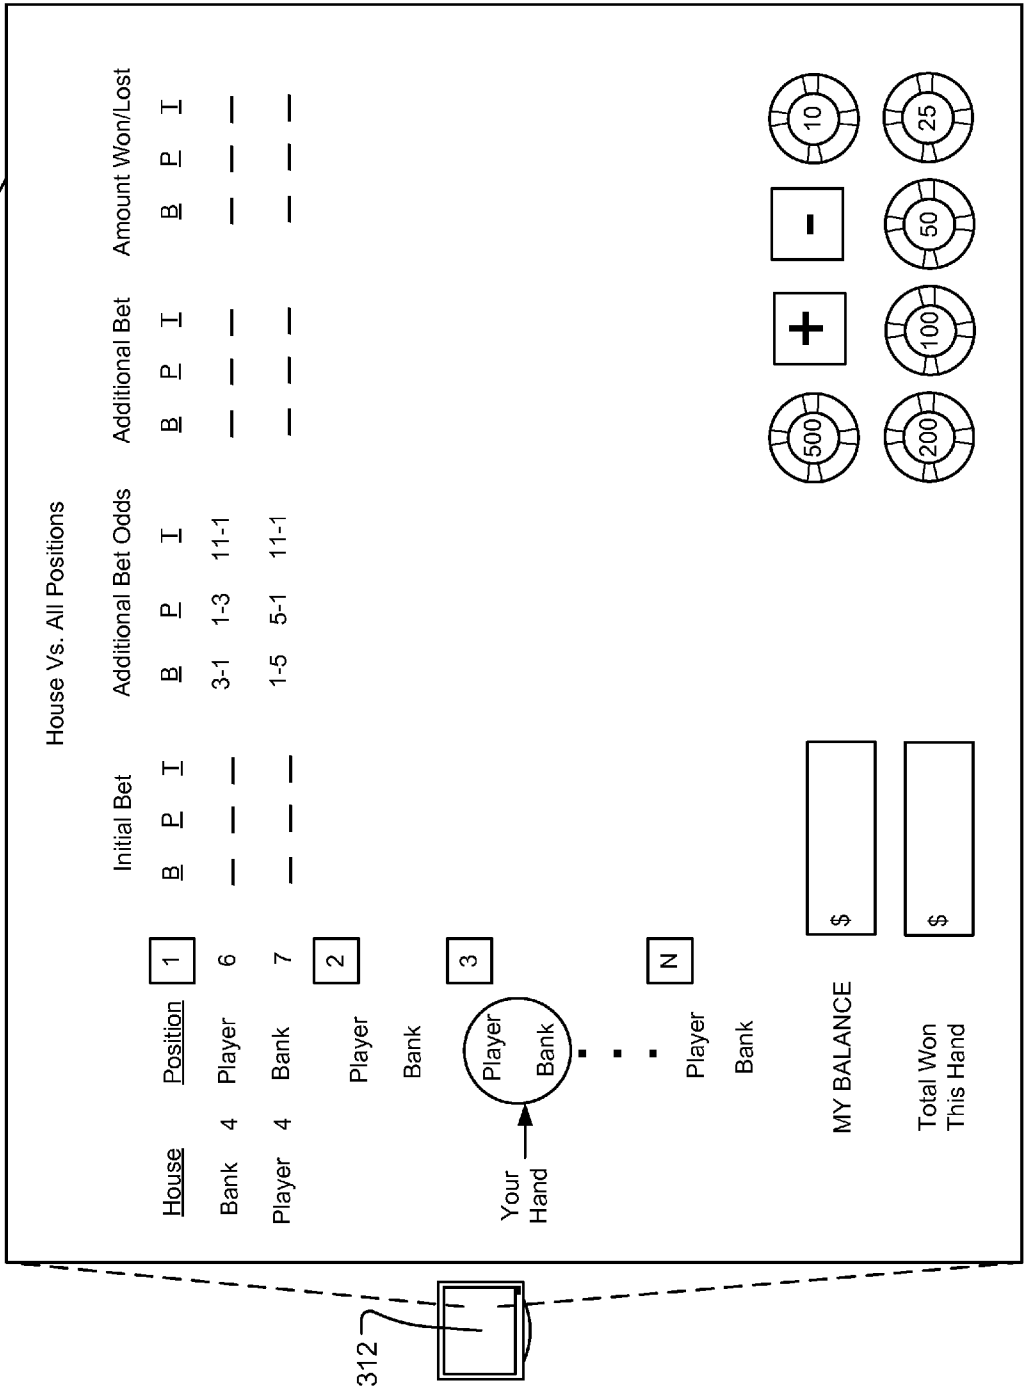 House Vs. All Positions
Initial Bet Additional Bet Odds Additional Bet Amount Won/Lost
House Position 1 B P T B P T B P T B P T
Bank 4 Player 6 — — — 3-1 1-3 11-1 — — — — — —
Player 4 Bank 7 — — — 1-5 5-1 11-1 — — — — — —
2
Player
Bank
3
Your Hand
Player
Bank
N
Player
Bank
MY BALANCE $
500 + - 10
Total Won
This Hand $
200 100 50 25
312